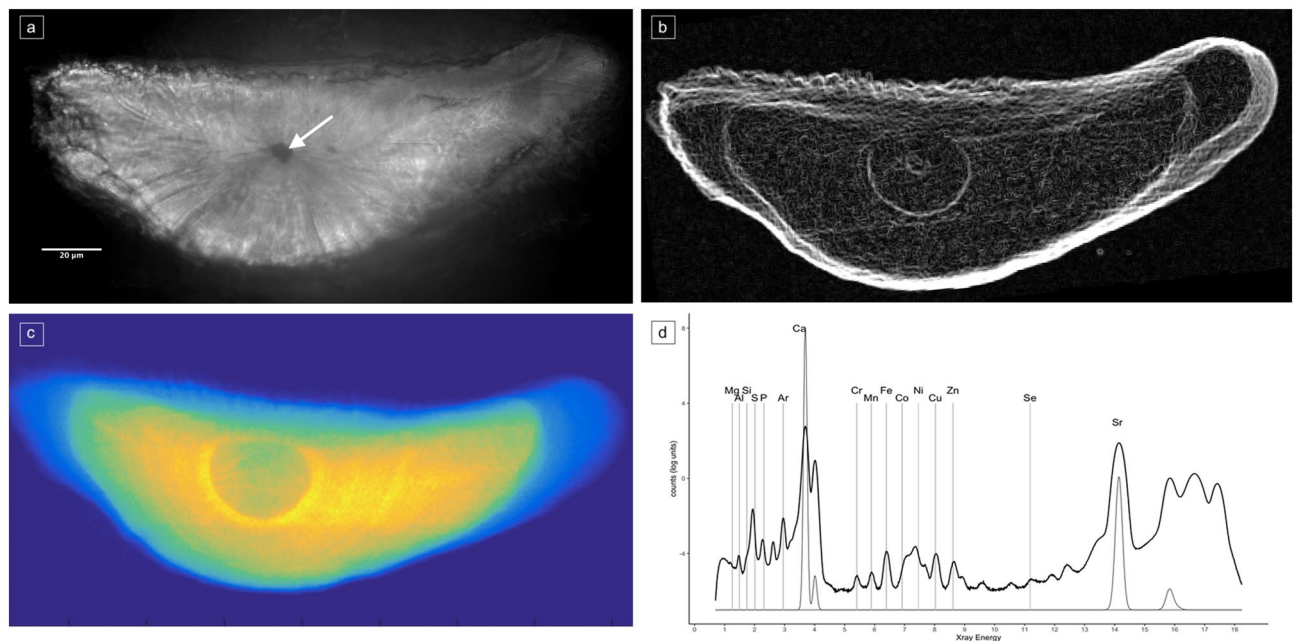 a
20 μm
b
c
d
Ca
Mg Si
Al S P Ar
Cr Fe Ni Zn
Mn Co Cu
Se
Sr
counts (log units)
8
4
0
-4
0 1 2 3 4 5 6 7 8 9 10 11 12 13 14 15 16 17 18
Xray Energy